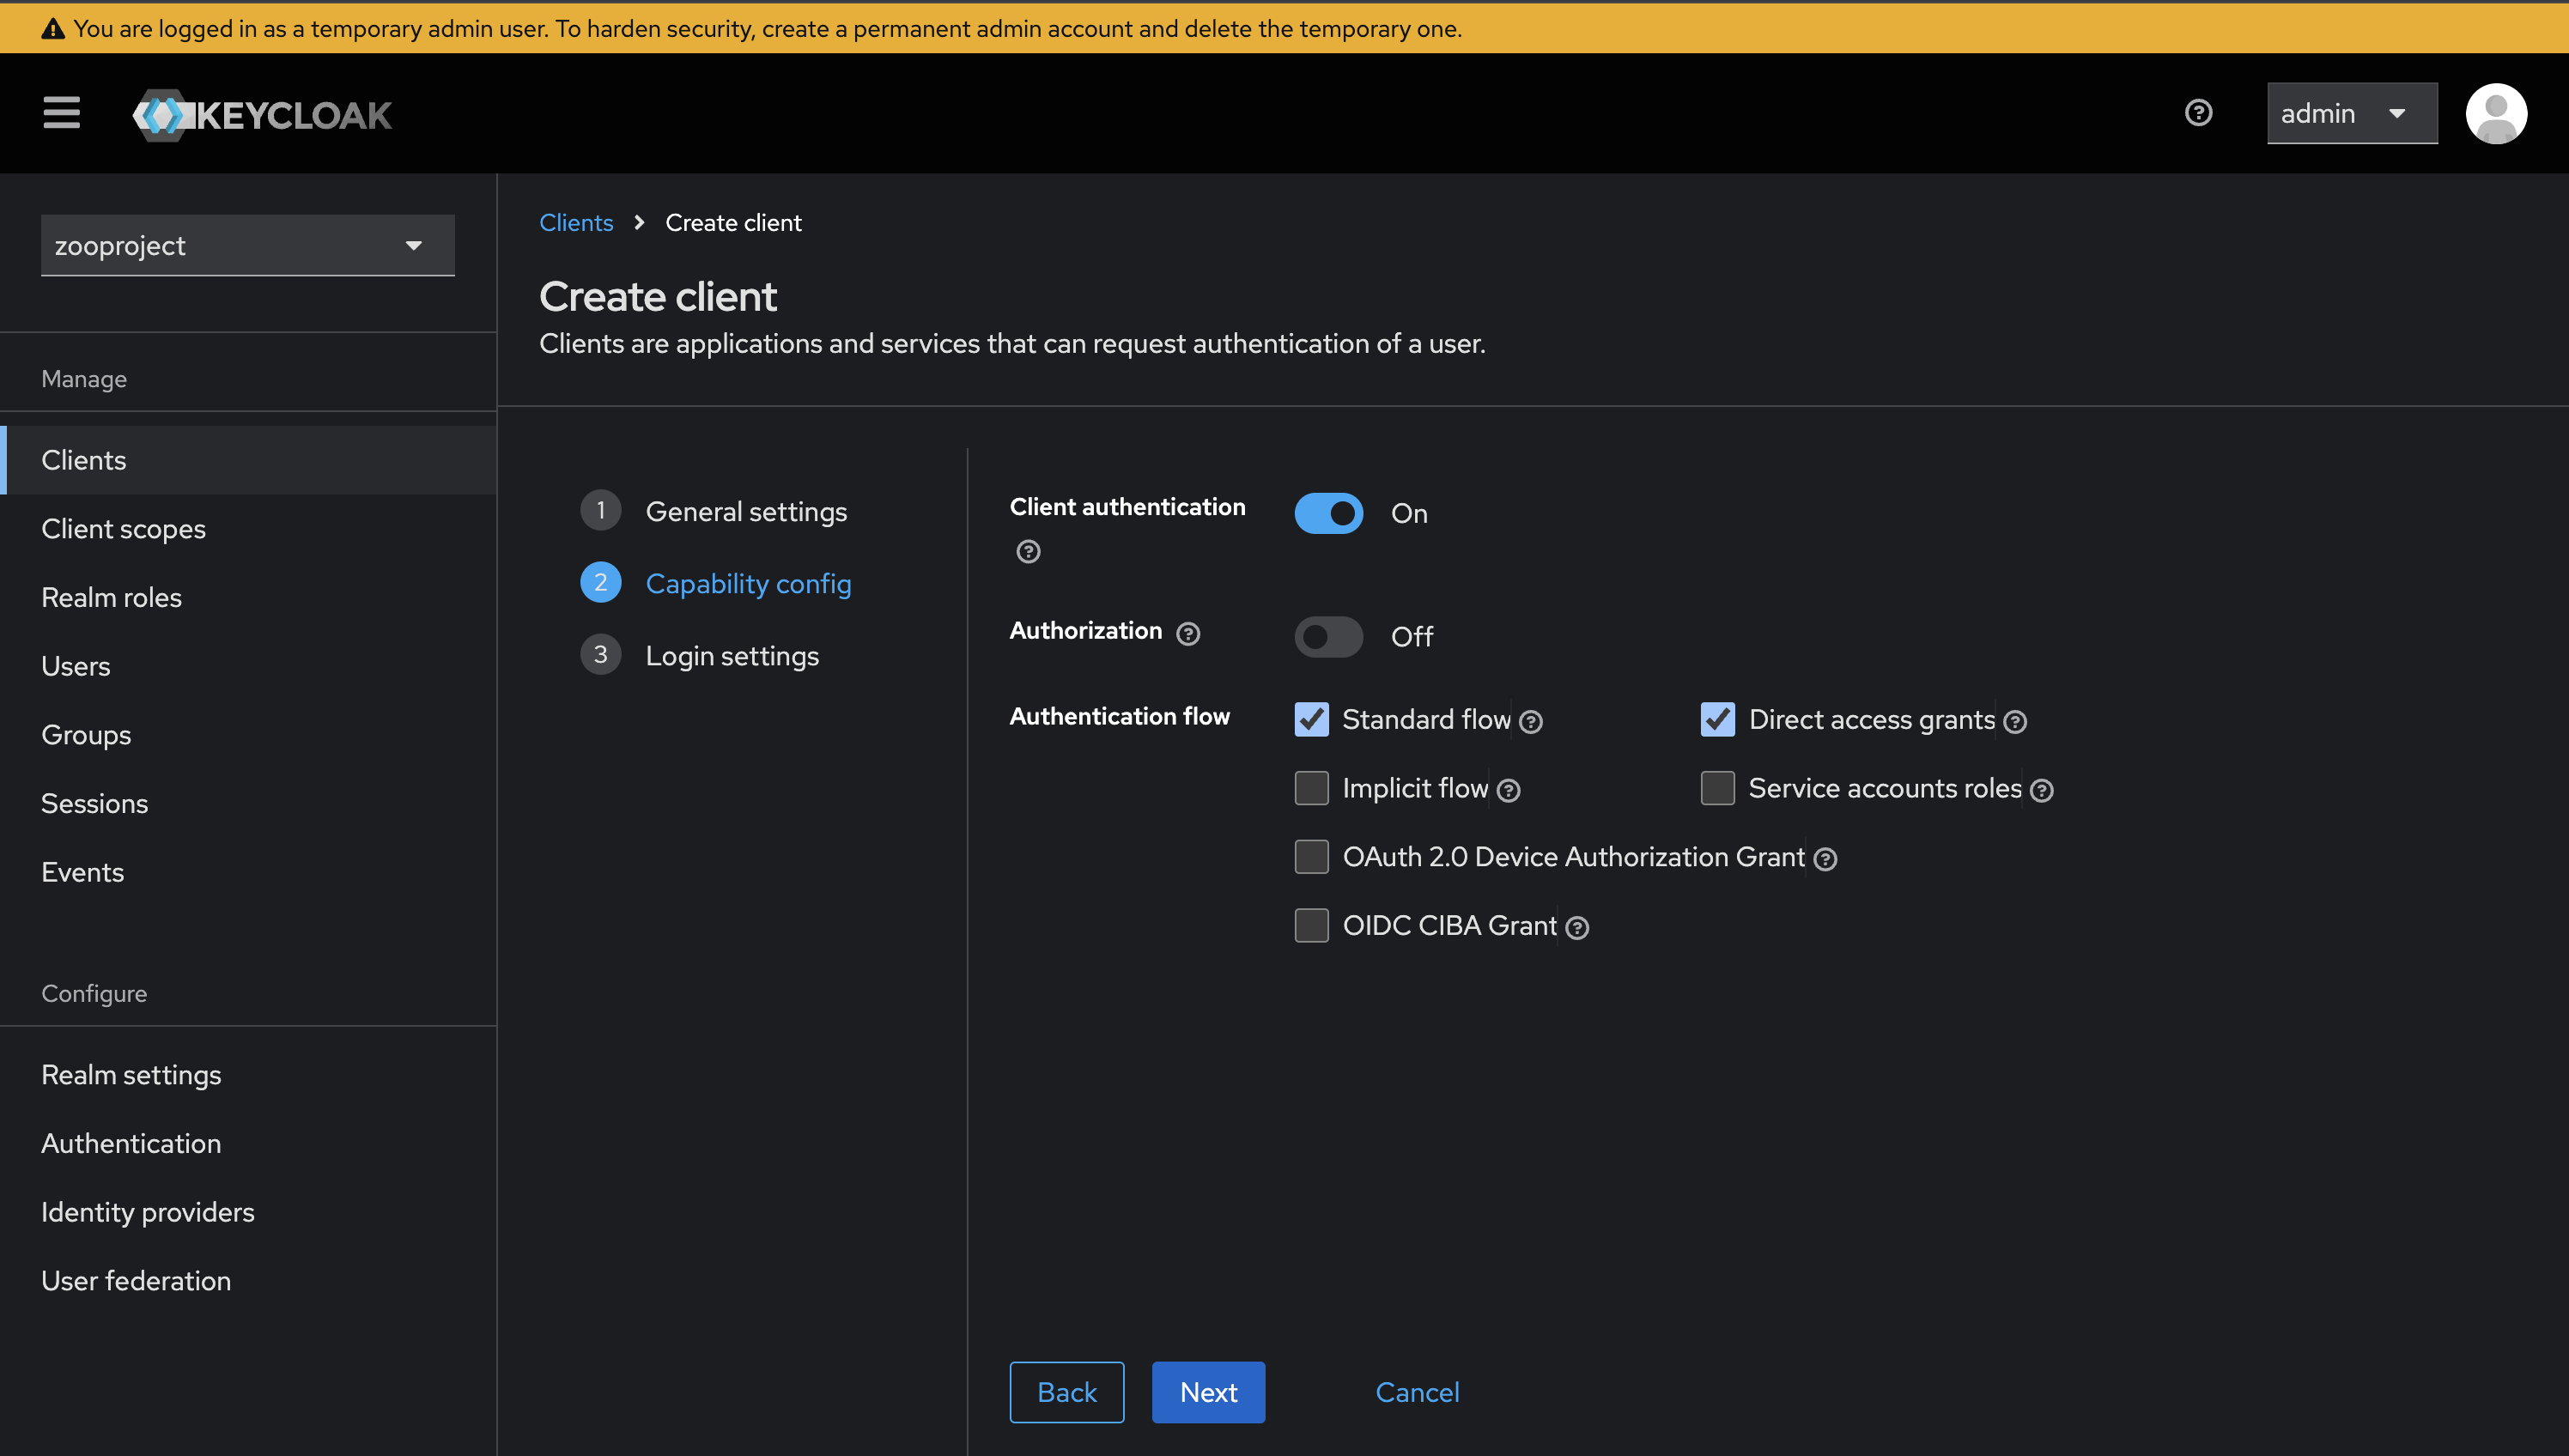 You are logged in as a temporary admin user. To harden security, create a permanent admin account and delete the temporary one.
KEYCLOAK
admin
zooproject
Manage
Clients
Client scopes
Realm roles
Users
Groups
Sessions
Events
Configure
Realm settings
Authentication
Identity providers
User federation
Clients > Create client
Create client
Clients are applications and services that can request authentication of a user.
1 General settings
2 Capability config
3 Login settings
Client authentication On
Authorization Off
Authentication flow
Standard flow Direct access grants
Implicit flow Service accounts roles
OAuth 2.0 Device Authorization Grant
OIDC CIBA Grant
Back Next Cancel